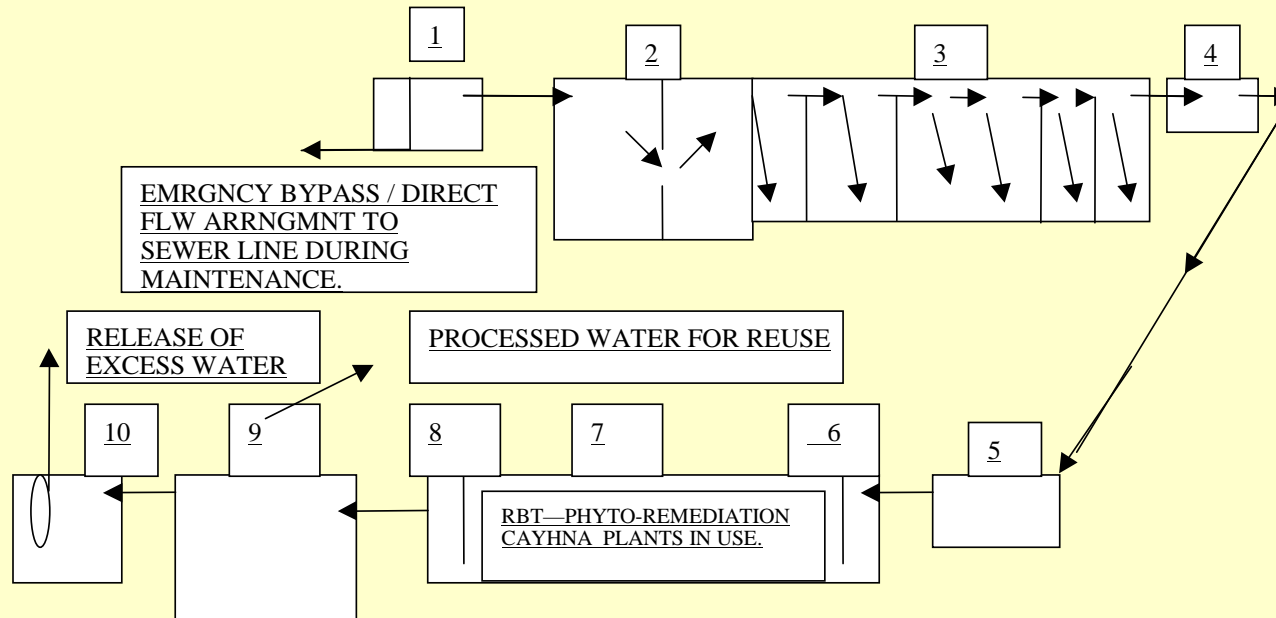 1
2
3
4
EMRGNCY BYPASS / DIRECT
FLW ARRNGMNT TO
SEWER LINE DURING
MAINTENANCE.
RELEASE OF
EXCESS WATER
PROCESSED WATER FOR REUSE
10
9
8
7
6
5
RBT—PHYTO-REMEDIATION
CAYHNA PLANTS IN USE.